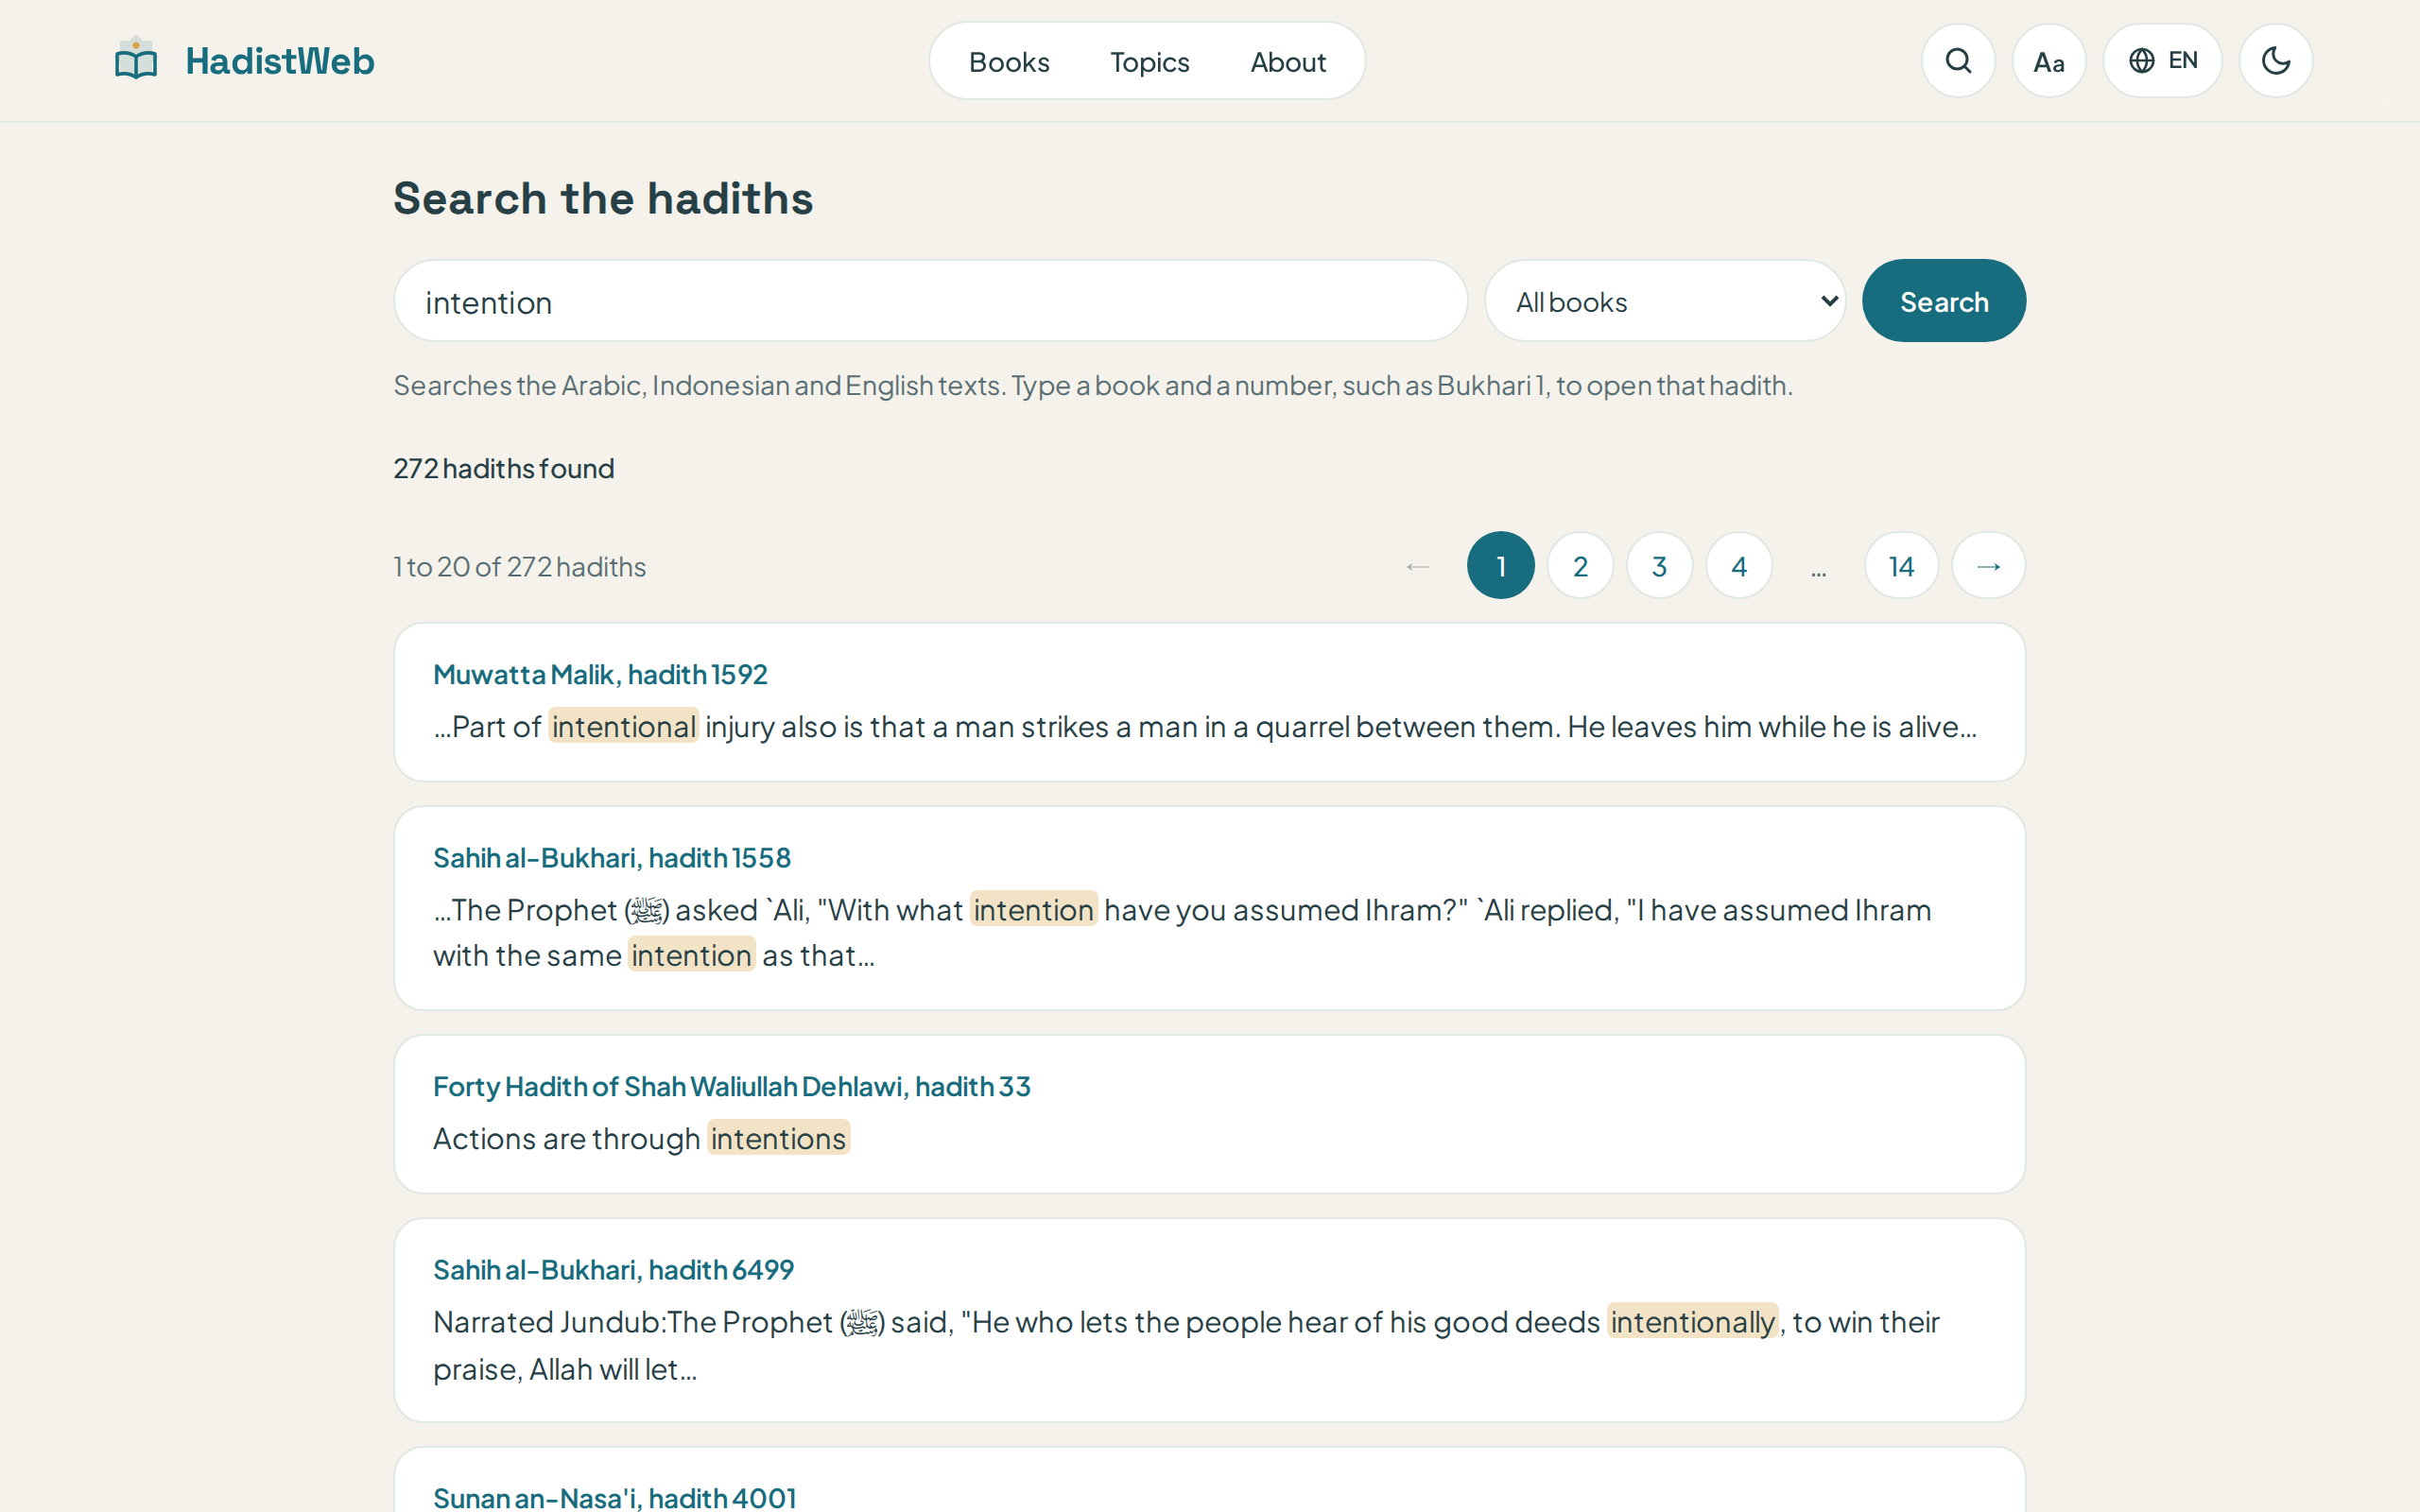 HadistWeb
Books Topics About
Aa EN
Search the hadiths
intention All books Search
Searches the Arabic, Indonesian and English texts. Type a book and a number, such as Bukhari 1, to open that hadith.
272 hadiths found
1 to 20 of 272 hadiths ← 1 2 3 4 … 14 →
Muwatta Malik, hadith 1592
…Part of intentional injury also is that a man strikes a man in a quarrel between them. He leaves him while he is alive…
Sahih al-Bukhari, hadith 1558
…The Prophet (ﷺ) asked `Ali, "With what intention have you assumed Ihram?" `Ali replied, "I have assumed Ihram
with the same intention as that…
Forty Hadith of Shah Waliullah Dehlawi, hadith 33
Actions are through intentions
Sahih al-Bukhari, hadith 6499
Narrated Jundub:The Prophet (ﷺ) said, "He who lets the people hear of his good deeds intentionally, to win their
praise, Allah will let…
Sunan an-Nasa'i, hadith 4001